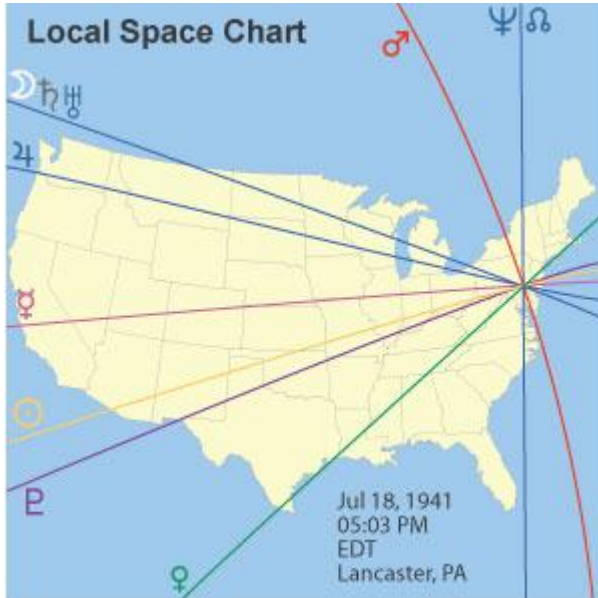 Local Space Chart
♂
♆ ☊
☽ ♄ ♅
♃
☿
☉
♇
♀
Jul 18, 1941
05:03 PM
EDT
Lancaster, PA